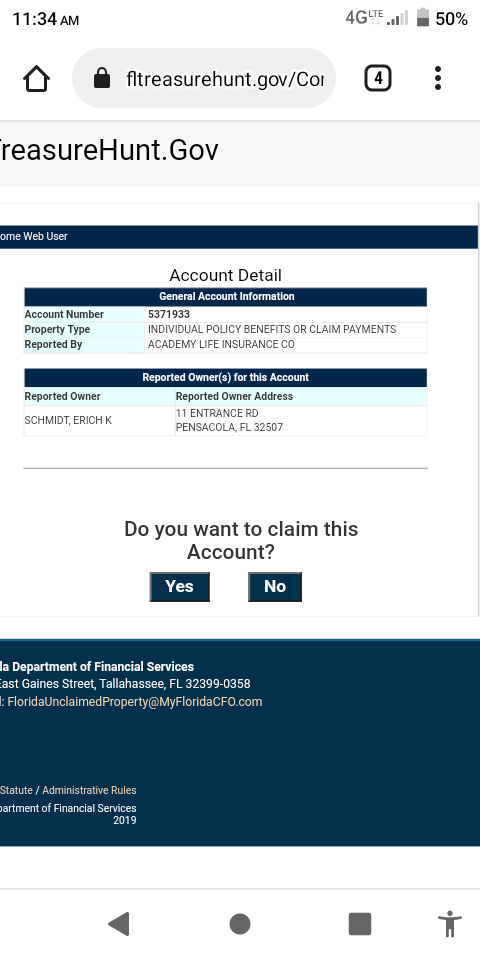 11:34 AM 4G LTE 50%
fltreasurehunt.gov/Cor 4
TreasureHunt.Gov
ome Web User
Account Detail
General Account Information
Account Number 5371933
Property Type INDIVIDUAL POLICY BENEFITS OR CLAIM PAYMENTS
Reported By ACADEMY LIFE INSURANCE CO
Reported Owner(s) for this Account
Reported Owner Reported Owner Address
SCHMIDT, ERICH K 11 ENTRANCE RD
PENSACOLA, FL 32507
Do you want to claim this
Account?
Yes No
da Department of Financial Services
East Gaines Street, Tallahassee, FL 32399-0358
l: FloridaUnclaimedProperty@MyFloridaCFO.com
Statute / Administrative Rules
partment of Financial Services
2019